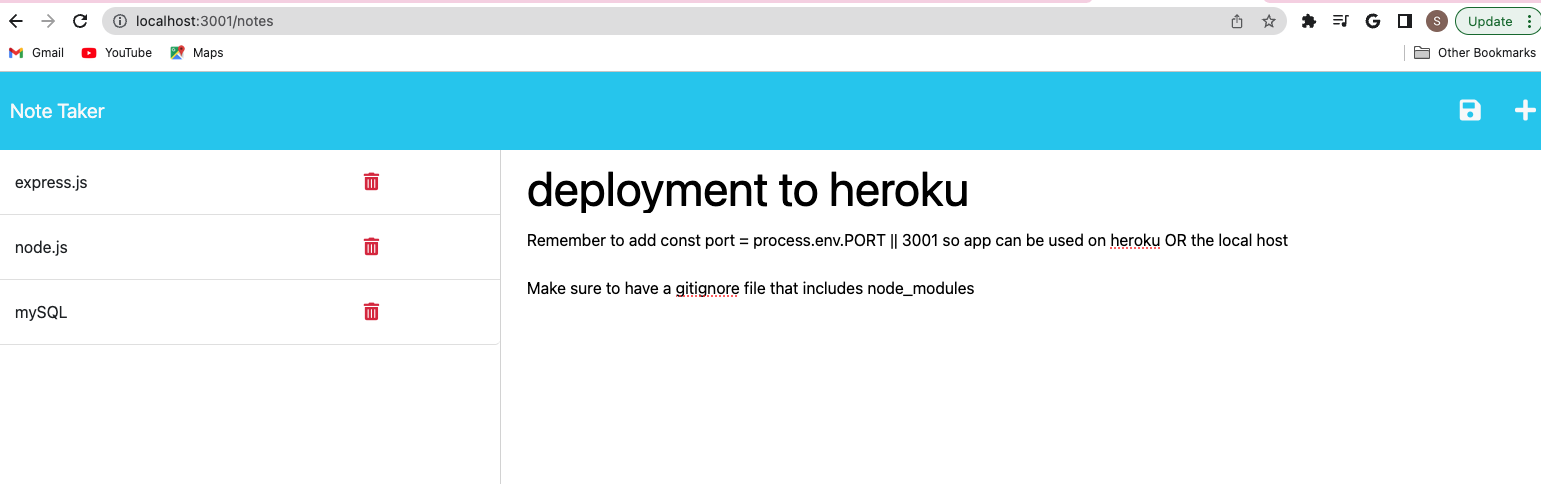 localhost:3001/notes
S
Update
Gmail YouTube Maps
Other Bookmarks
Note Taker
express.js
node.js
mySQL
deployment to heroku
Remember to add const port = process.env.PORT || 3001 so app can be used on heroku OR the local host
Make sure to have a gitignore file that includes node_modules